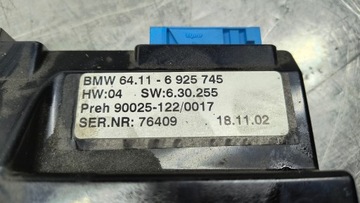 BMW 64.11 - 6 925 745
HW:04 SW:6.30.255
Preh 90025-122/0017
SER.NR: 76409 18.11.02